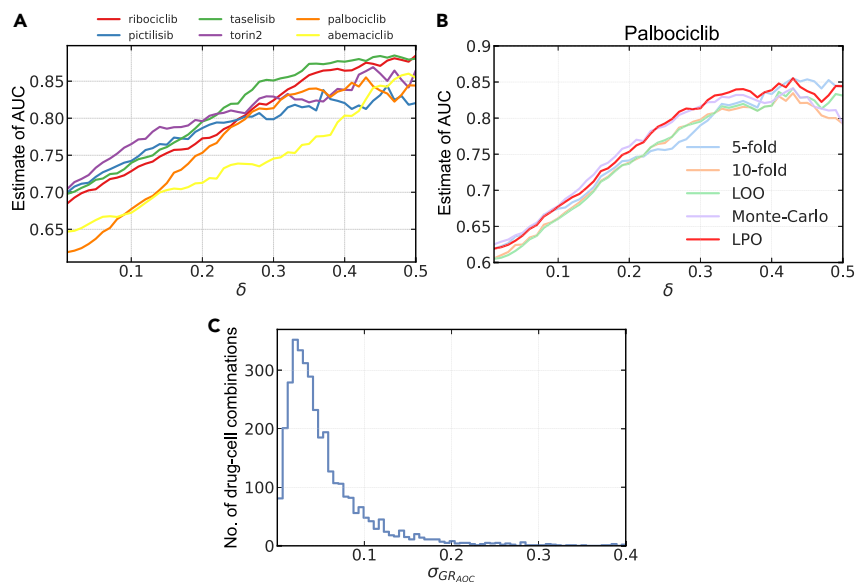 A
ribociclib taselisib palbociclib
pictilisib torin2 abemaciclib
Estimate of AUC
0.85
0.80
0.75
0.70
0.65
0.1 0.2 0.3 0.4 0.5
δ
B
Palbociclib
Estimate of AUC
0.9
0.85
0.8
0.75
0.7
0.65
0.6
5-fold
10-fold
LOO
Monte-Carlo
LPO
0.1 0.2 0.3 0.4 0.5
δ
C
No. of drug-cell combinations
300
200
100
0
0.1 0.2 0.3 0.4
σGRAOC